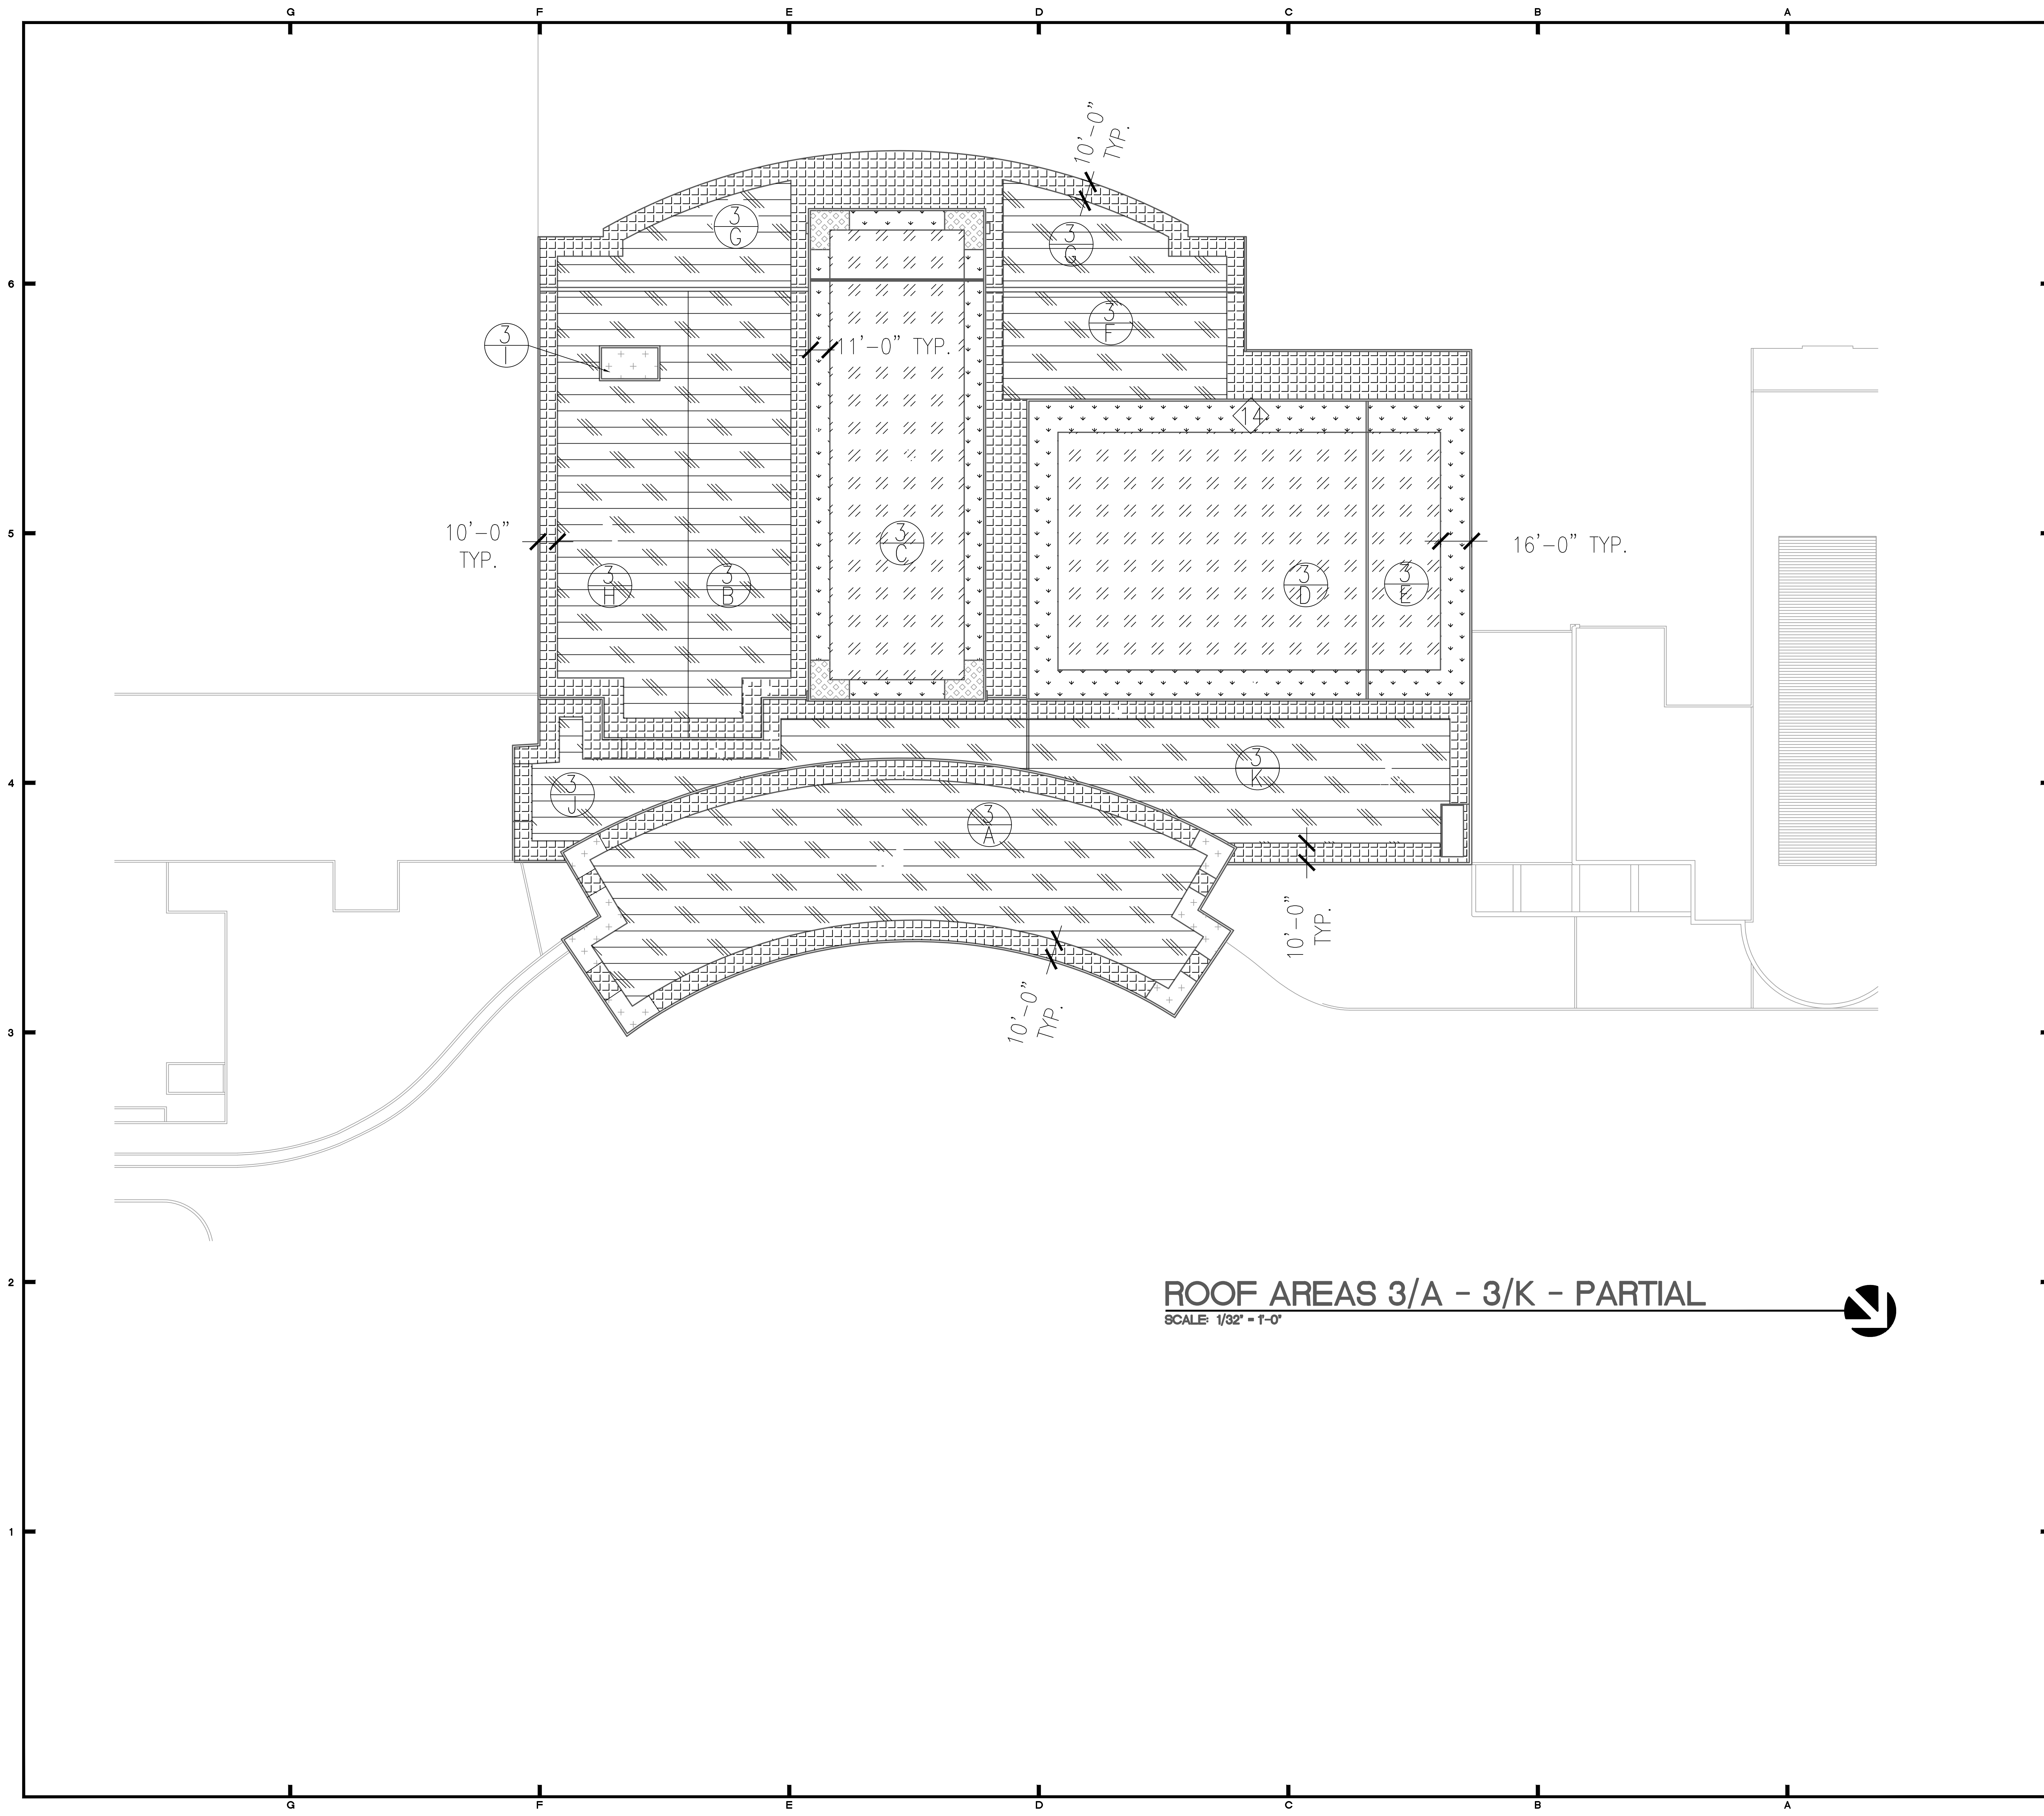 G F E D C B A
10'-0"
TYP.
3
G
3
G
6
3
F
3
I
11'-0" TYP.
14
5
10'-0"
TYP.
3
C
16'-0" TYP.
3
H
3
B
3
D
3
E
4
3
K
3
J
3
A
10'-0"
TYP.
10'-0"
TYP.
3
2
ROOF AREAS 3/A - 3/K - PARTIAL
SCALE: 1/32" = 1'-0"
1
G F E D C B A